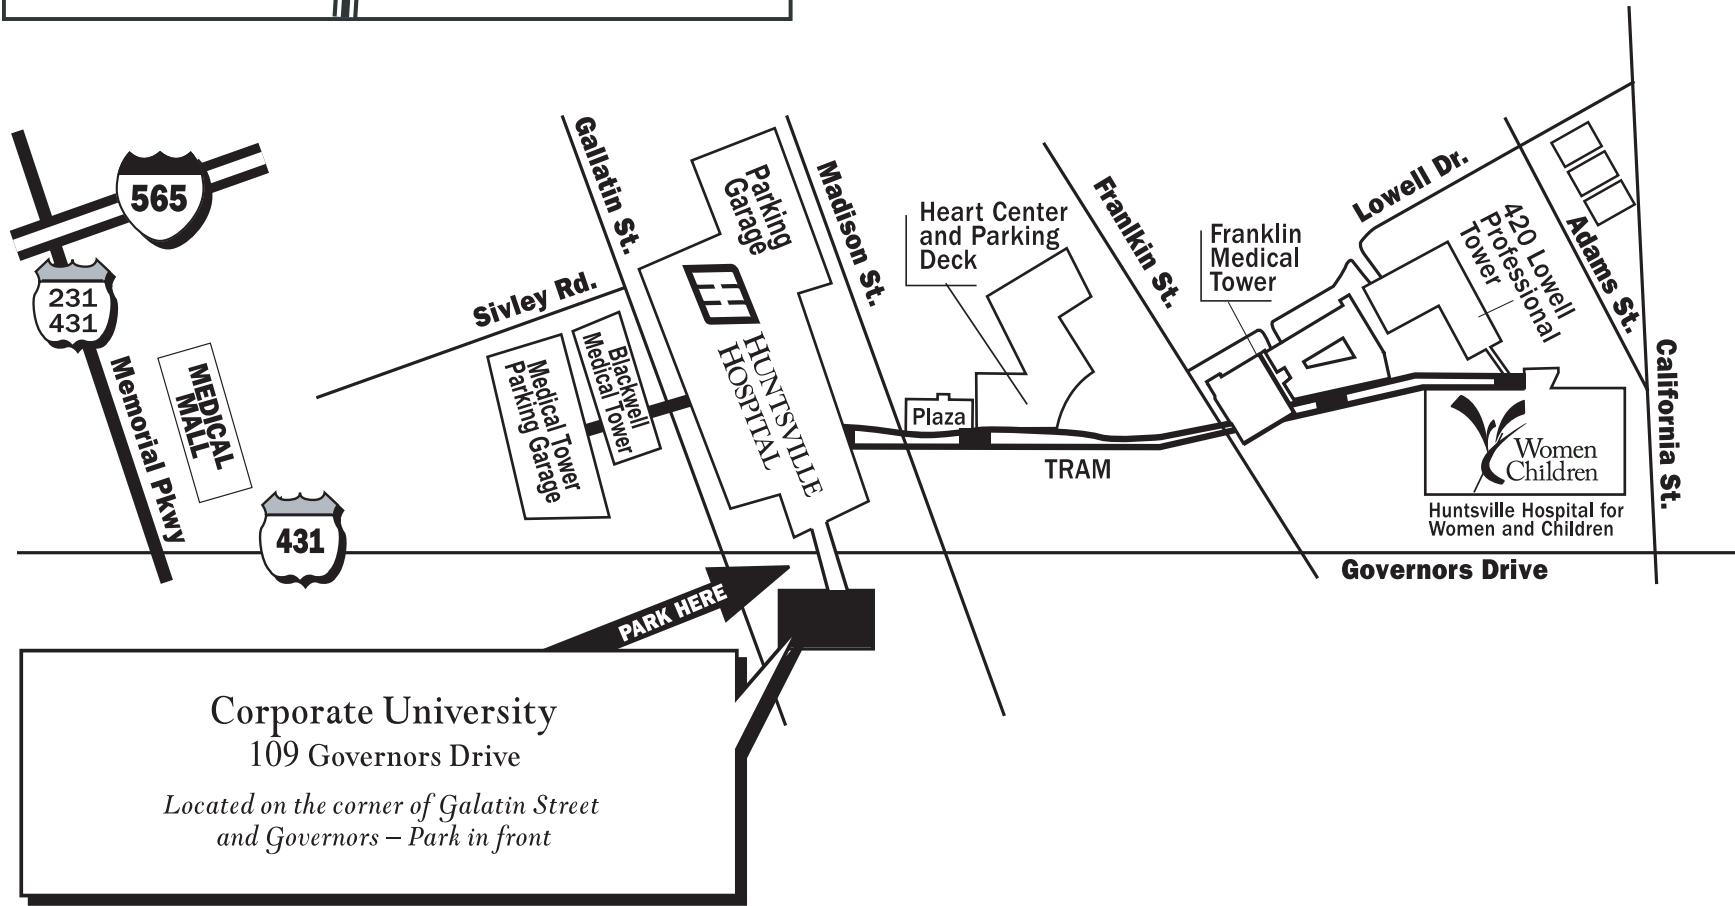 565
231
431
Memorial Pkwy
MEDICAL
MALL
431
Sivley Rd.
Gallatin St.
Medical Tower
Parking Garage
Blackwell
Medical Tower
Parking
Garage
HUNTSVILLE
HOSPITAL
Madison St.
Heart Center
and Parking
Deck
Plaza
TRAM
Franlkin St.
Franklin
Medical
Tower
Lowell Dr.
420 Lowell
Professional
Tower
Adams St.
California St.
Women
Children
Huntsville Hospital for
Women and Children
Governors Drive
PARK HERE
Corporate University
109 Governors Drive
Located on the corner of Galatin Street
and Governors – Park in front